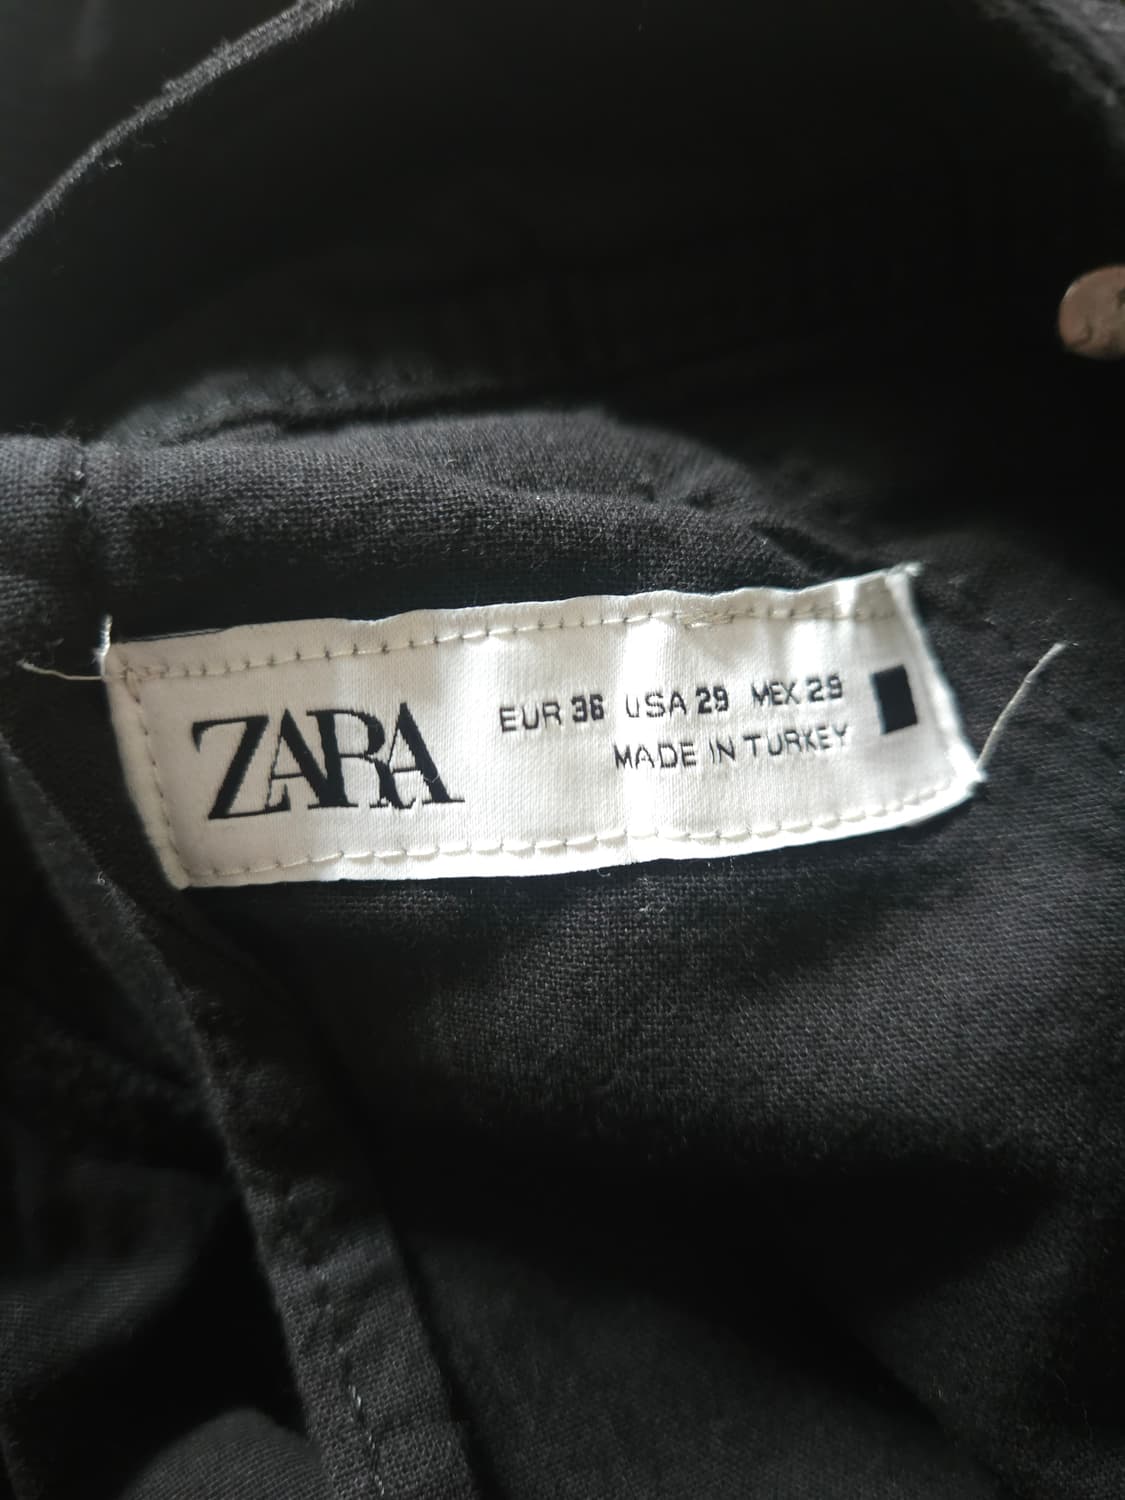 ZARA
EUR 36 USA 29 MEX 29
MADE IN TURKEY